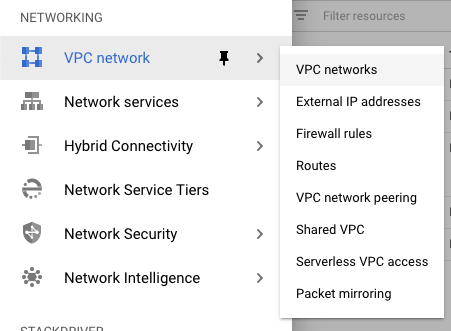 NETWORKING
Filter resources
VPC network
VPC networks
External IP addresses
Firewall rules
Routes
VPC network peering
Shared VPC
Serverless VPC access
Packet mirroring
Network services
Hybrid Connectivity
Network Service Tiers
Network Security
Network Intelligence
STACKDRIVER